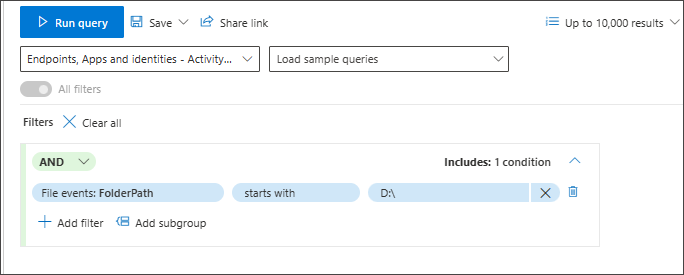 Run query Save Share link Up to 10,000 results
Endpoints, Apps and identities - Activity... Load sample queries
All filters
Filters Clear all
AND Includes: 1 condition
File events: FolderPath starts with D:\
Add filter Add subgroup